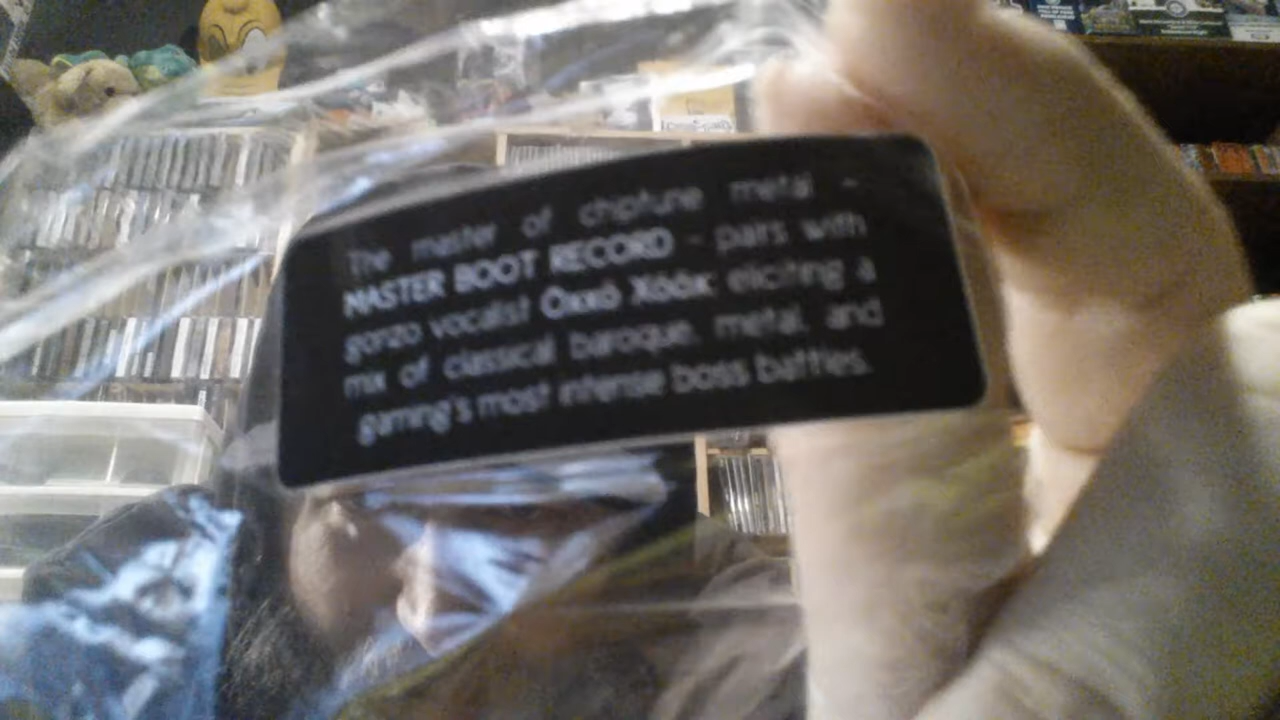 The master of chiptune metal -
MASTER BOOT RECORD - pairs with
gonzo vocalist Öxxö Xööx: eliciting a
mix of classical baroque, metal, and
gaming's most intense boss battles.